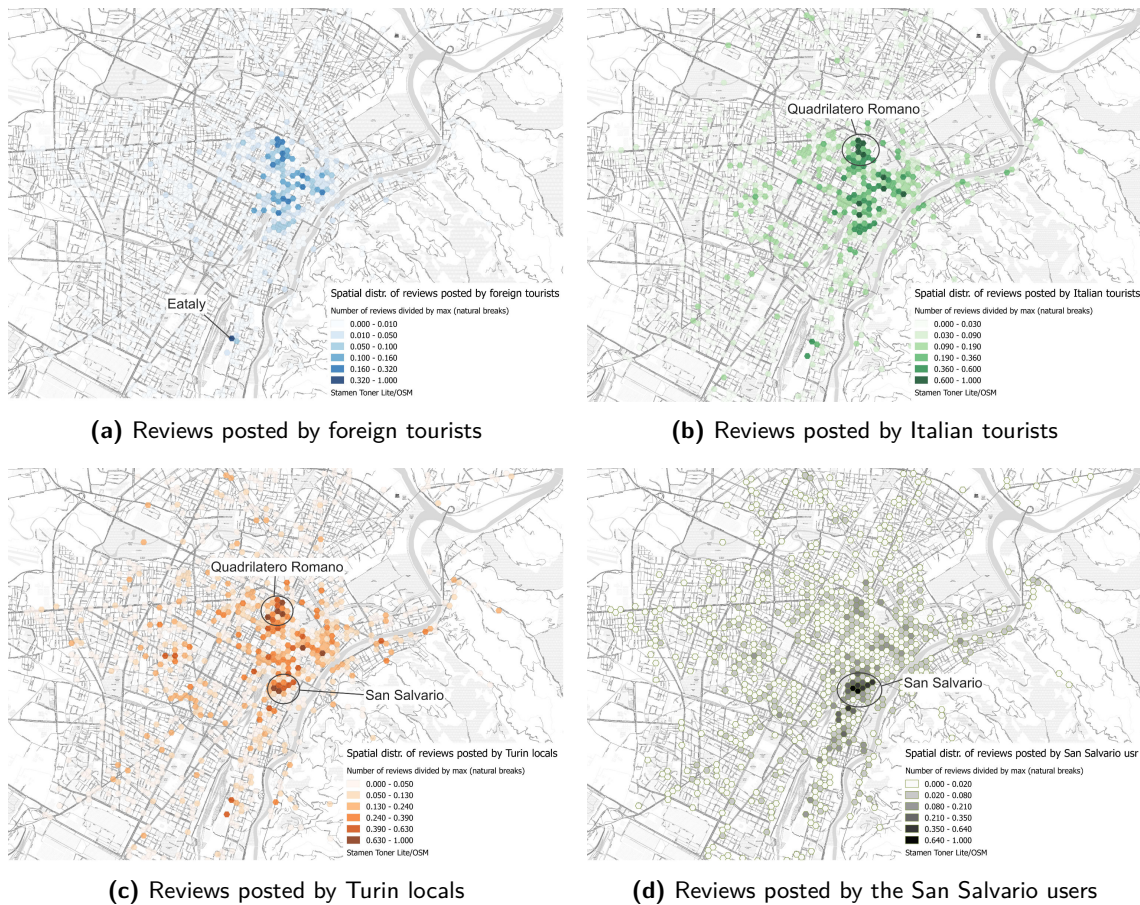 Eataly
Spatial distr. of reviews posted by foreign tourists
Number of reviews divided by max (natural breaks)
0.000 - 0.010
0.010 - 0.050
0.050 - 0.100
0.100 - 0.160
0.160 - 0.320
0.320 - 1.000
Stamen Toner Lite/OSM
(a) Reviews posted by foreign tourists
Quadrilatero Romano
Spatial distr. of reviews posted by Italian tourists
Number of reviews divided by max (natural breaks)
0.000 - 0.030
0.030 - 0.090
0.090 - 0.190
0.190 - 0.360
0.360 - 0.600
0.600 - 1.000
Stamen Toner Lite/OSM
(b) Reviews posted by Italian tourists
Quadrilatero Romano
San Salvario
Spatial distr. of reviews posted by Turin locals
Number of reviews divided by max (natural breaks)
0.000 - 0.050
0.050 - 0.130
0.130 - 0.240
0.240 - 0.390
0.390 - 0.630
0.630 - 1.000
Stamen Toner Lite/OSM
(c) Reviews posted by Turin locals
San Salvario
Spatial distr. of reviews posted by San Salvario usr
Number of reviews divided by max (natural breaks)
0.000 - 0.020
0.020 - 0.080
0.080 - 0.210
0.210 - 0.350
0.350 - 0.640
0.640 - 1.000
Stamen Toner Lite/OSM
(d) Reviews posted by the San Salvario users